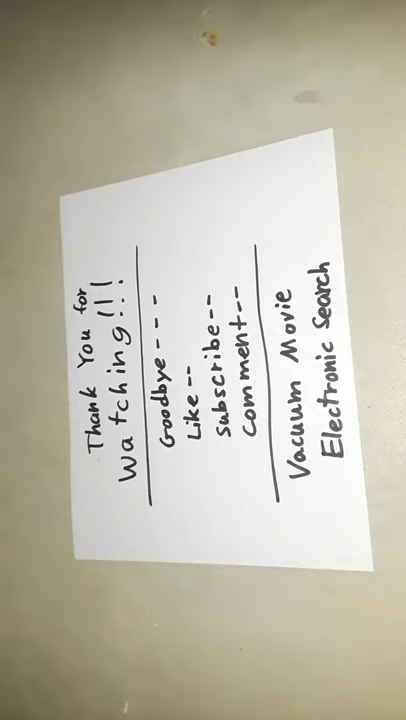 Thank You for
Watching!!!
Goodbye---
Like--
subscribe--
comment--
Vacuum Movie
Electronic Search